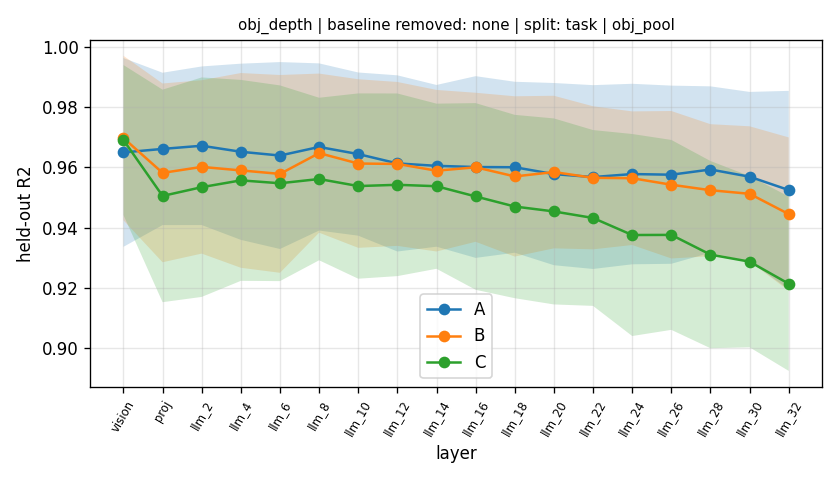 obj_depth | baseline removed: none | split: task | obj_pool
held-out R2
1.00
0.98
0.96
0.94
0.92
0.90
A
B
C
vision
proj
llm_2
llm_4
llm_6
llm_8
llm_10
llm_12
llm_14
llm_16
llm_18
llm_20
llm_22
llm_24
llm_26
llm_28
llm_30
llm_32
layer